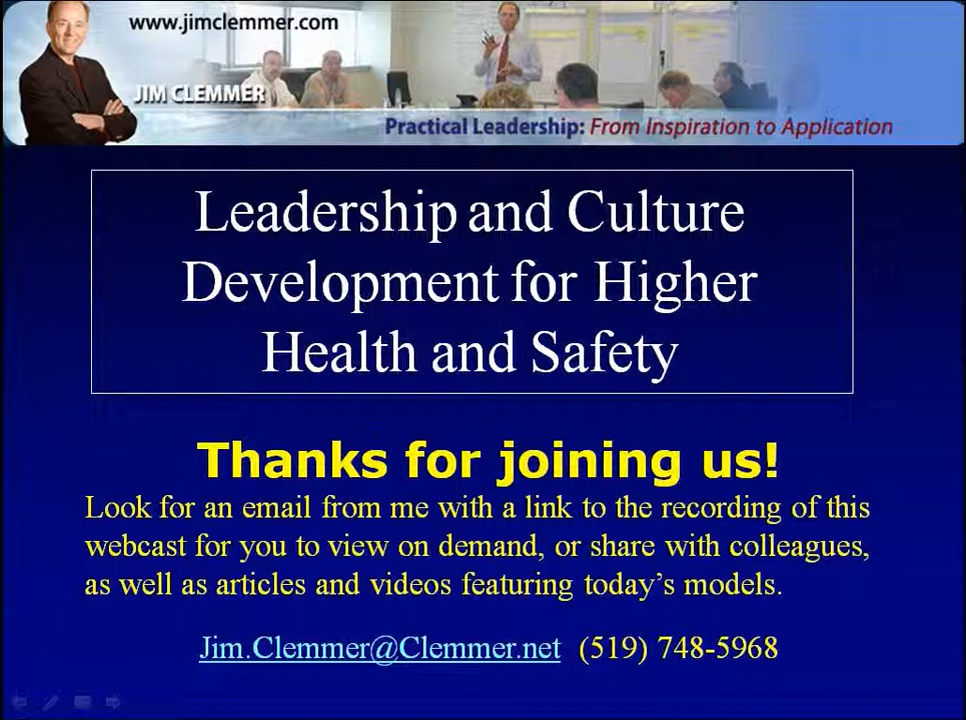 www.jimclemmer.com
JIM CLEMMER
Practical Leadership: From Inspiration to Application
Leadership and Culture
Development for Higher
Health and Safety
Thanks for joining us!
Look for an email from me with a link to the recording of this
webcast for you to view on demand, or share with colleagues,
as well as articles and videos featuring today's models.
Jim.Clemmer@Clemmer.net (519) 748-5968